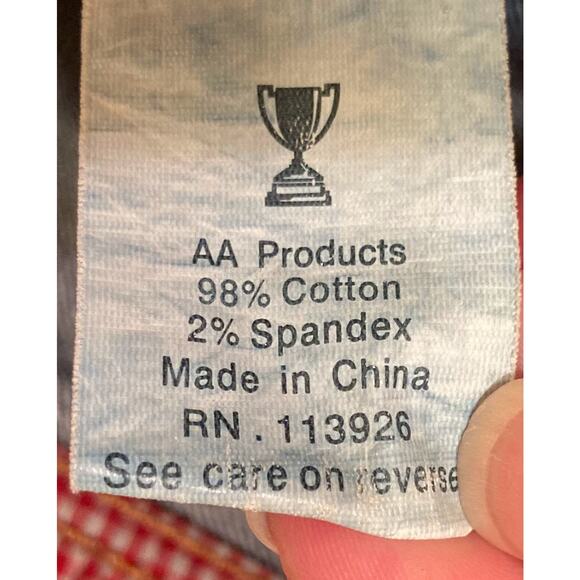 AA Products
98% Cotton
2% Spandex
Made in China
RN . 113926
See care on reverse